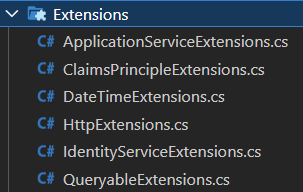 Extensions
C# ApplicationServiceExtensions.cs
C# ClaimsPrincipleExtensions.cs
C# DateTimeExtensions.cs
C# HttpExtensions.cs
C# IdentityServiceExtensions.cs
C# QueryableExtensions.cs